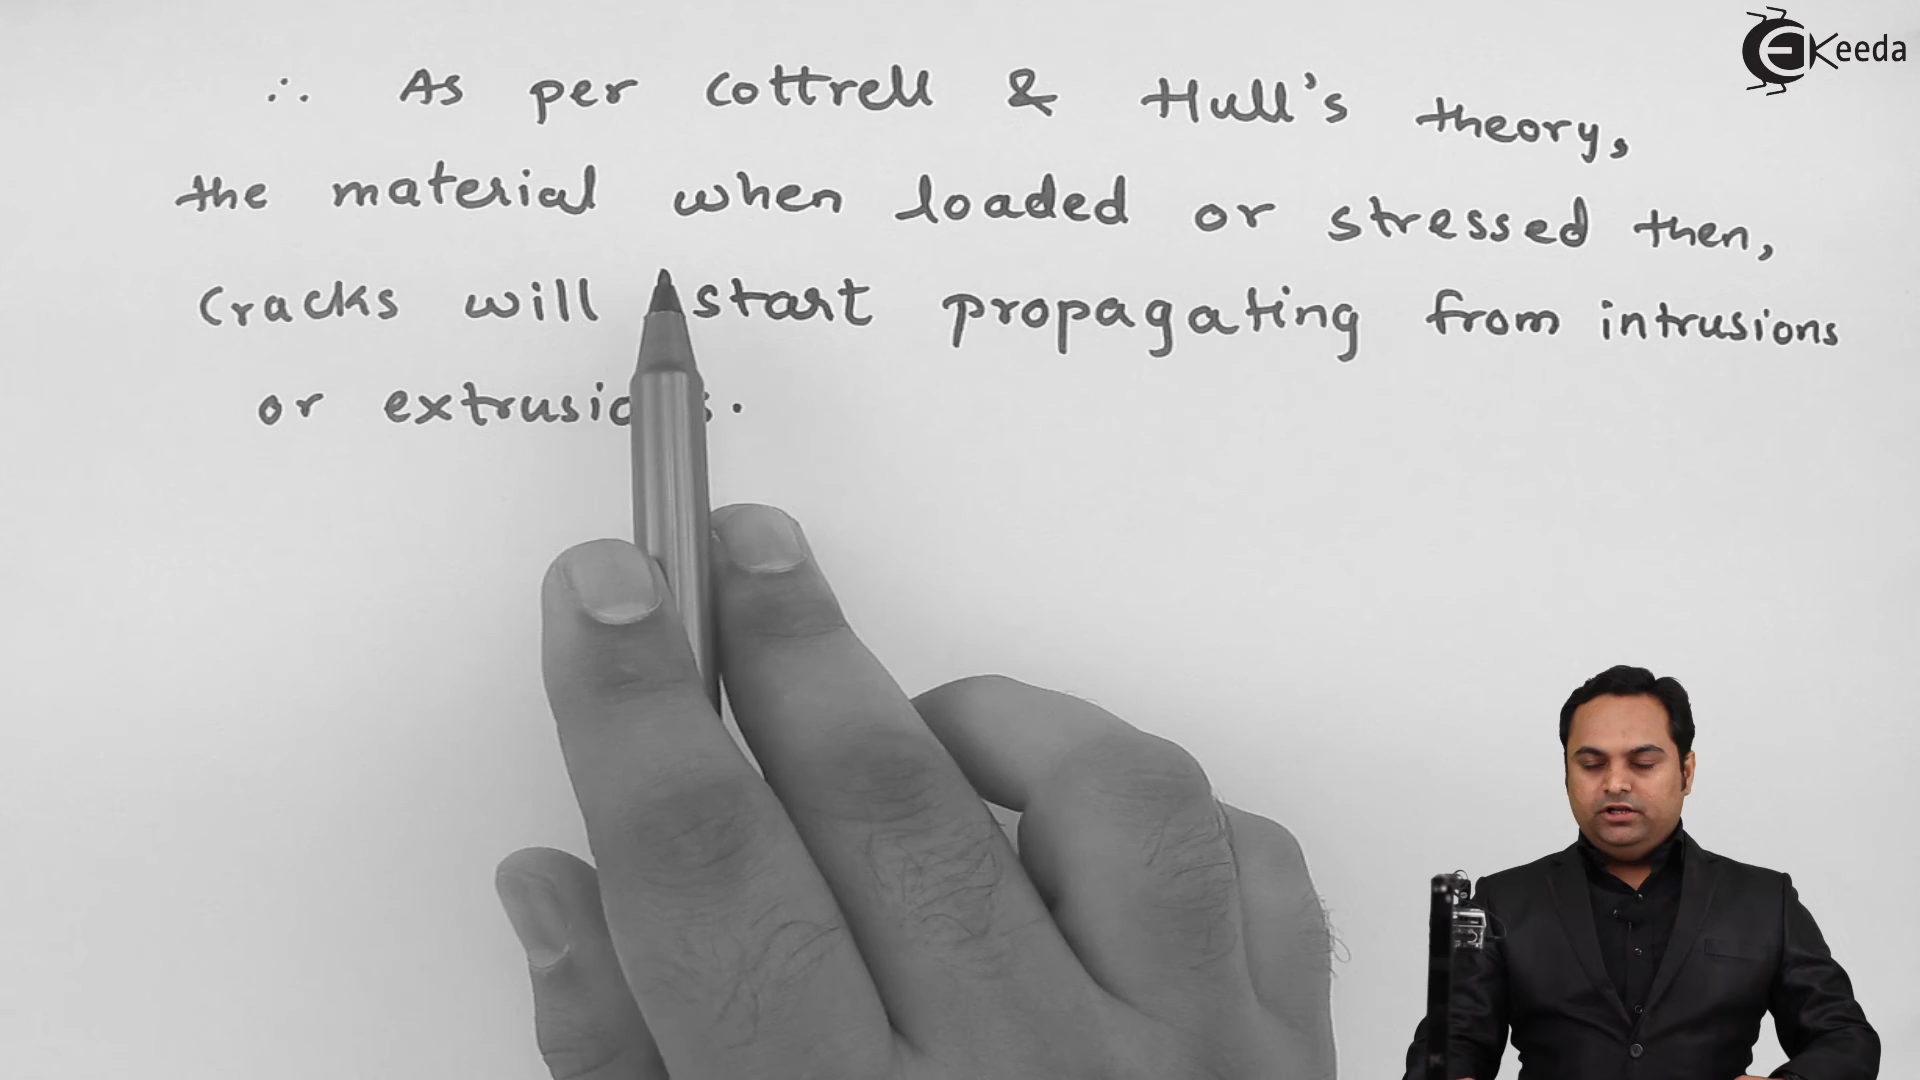 ∴ As per Cottrell & Hull's theory,
the material when loaded or stressed then,
Cracks will start propagating from intrusions
or extrusions.
EKeeda